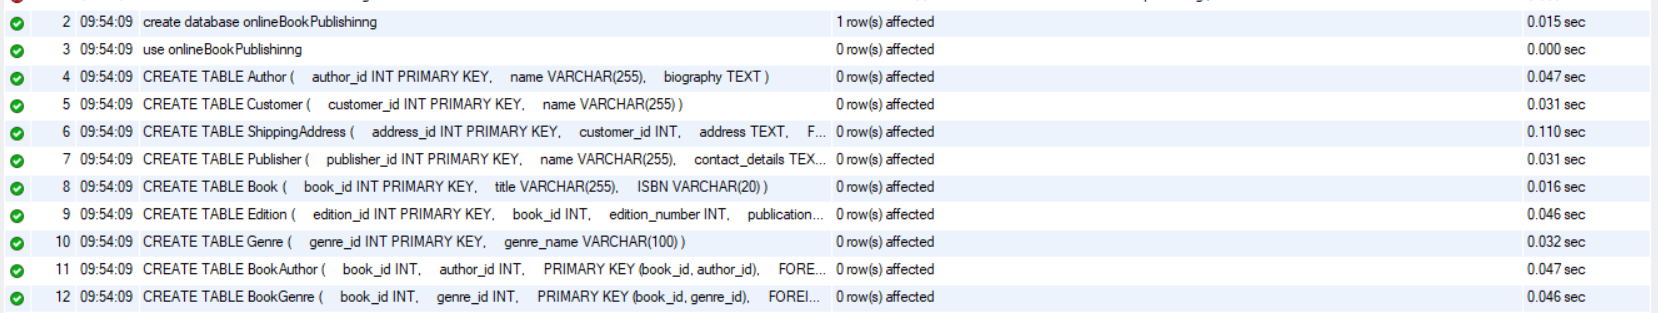 2 09:54:09 create database onlineBookPublishinng 1 row(s) affected 0.015 sec
3 09:54:09 use onlineBookPublishinng 0 row(s) affected 0.000 sec
4 09:54:09 CREATE TABLE Author ( author_id INT PRIMARY KEY, name VARCHAR(255), biography TEXT ) 0 row(s) affected 0.047 sec
5 09:54:09 CREATE TABLE Customer ( customer_id INT PRIMARY KEY, name VARCHAR(255) ) 0 row(s) affected 0.031 sec
6 09:54:09 CREATE TABLE ShippingAddress ( address_id INT PRIMARY KEY, customer_id INT, address TEXT, F... 0 row(s) affected 0.110 sec
7 09:54:09 CREATE TABLE Publisher ( publisher_id INT PRIMARY KEY, name VARCHAR(255), contact_details TEX... 0 row(s) affected 0.031 sec
8 09:54:09 CREATE TABLE Book ( book_id INT PRIMARY KEY, title VARCHAR(255), ISBN VARCHAR(20) ) 0 row(s) affected 0.016 sec
9 09:54:09 CREATE TABLE Edition ( edition_id INT PRIMARY KEY, book_id INT, edition_number INT, publication... 0 row(s) affected 0.046 sec
10 09:54:09 CREATE TABLE Genre ( genre_id INT PRIMARY KEY, genre_name VARCHAR(100) ) 0 row(s) affected 0.032 sec
11 09:54:09 CREATE TABLE BookAuthor ( book_id INT, author_id INT, PRIMARY KEY (book_id, author_id), FORE... 0 row(s) affected 0.047 sec
12 09:54:09 CREATE TABLE BookGenre ( book_id INT, genre_id INT, PRIMARY KEY (book_id, genre_id), FOREI... 0 row(s) affected 0.046 sec